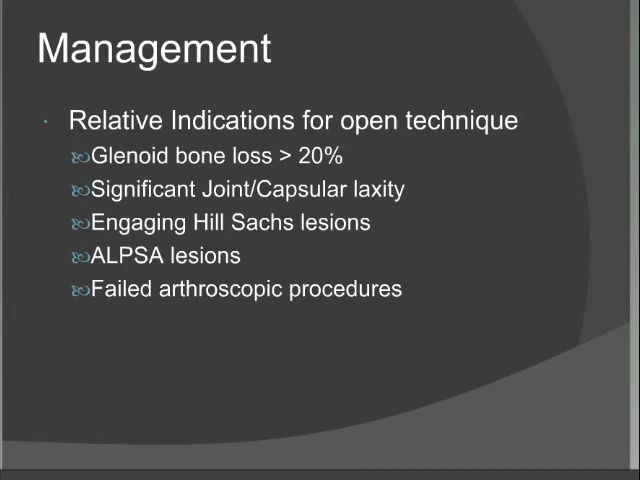 Management
· Relative Indications for open technique
Glenoid bone loss > 20%
Significant Joint/Capsular laxity
Engaging Hill Sachs lesions
ALPSA lesions
Failed arthroscopic procedures